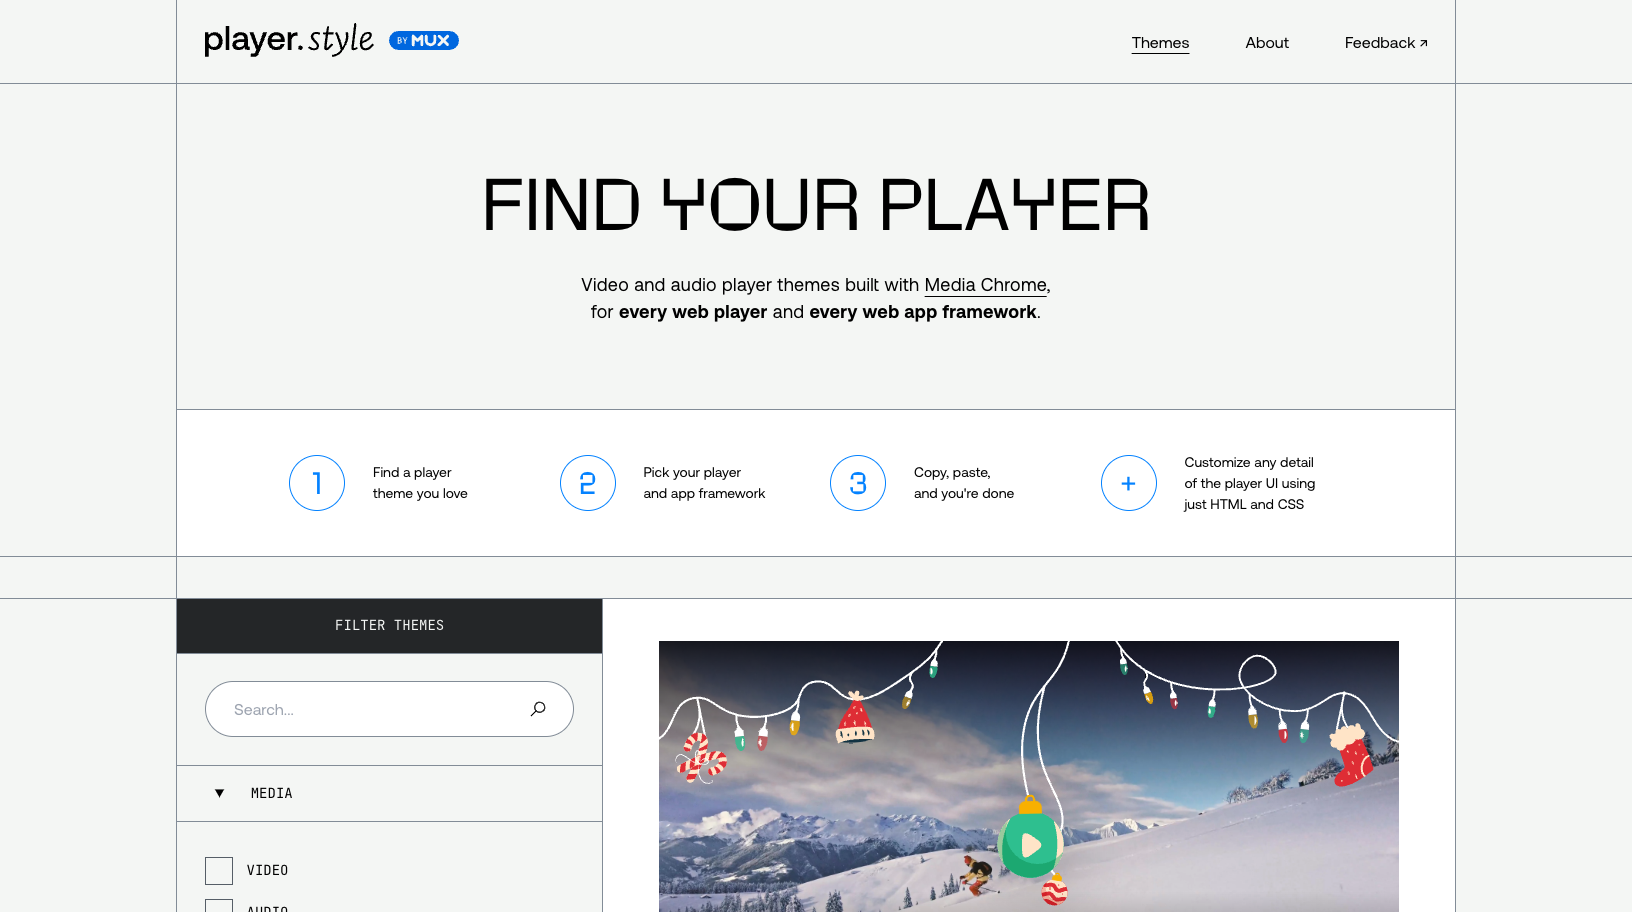 player.style BY MUX
Themes
About
Feedback
FIND YOUR PLAYER
Video and audio player themes built with Media Chrome,
for every web player and every web app framework.
1
Find a player
theme you love
2
Pick your player
and app framework
3
Copy, paste,
and you're done
+
Customize any detail
of the player UI using
just HTML and CSS
FILTER THEMES
Search...
MEDIA
VIDEO
AUDIO